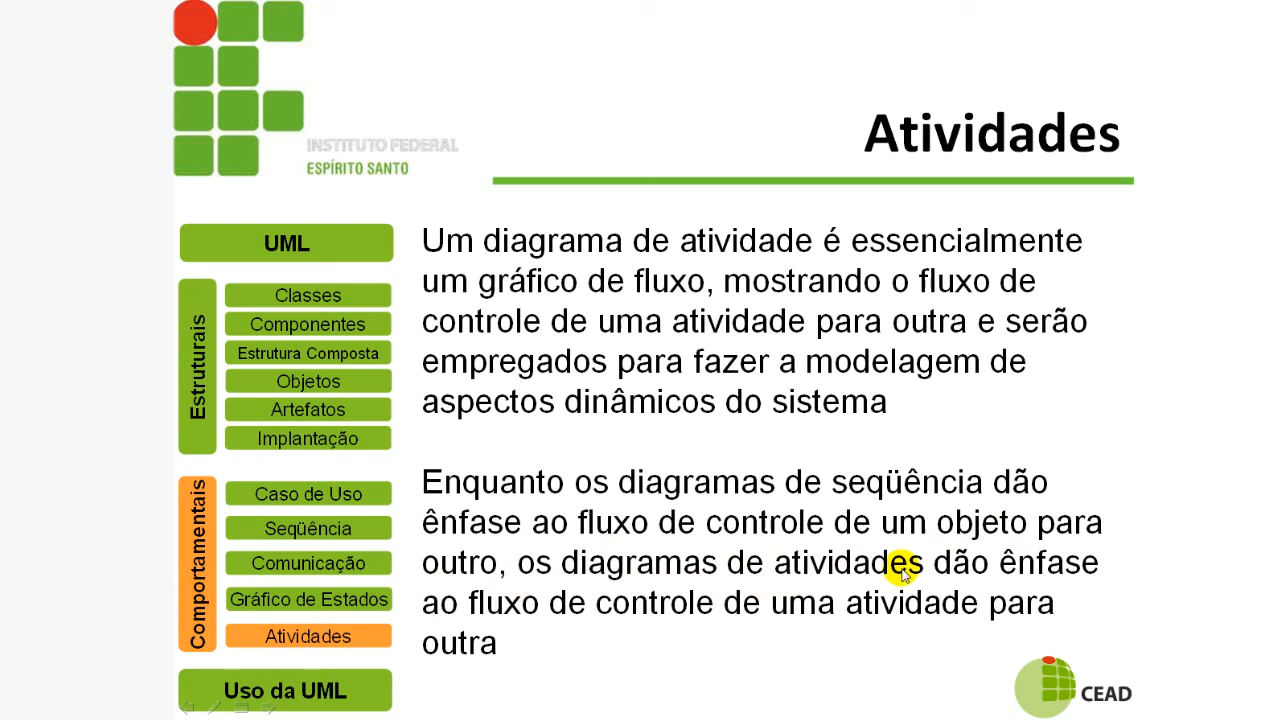 INSTITUTO FEDERAL
ESPÍRITO SANTO
Atividades
UML
Estruturais
Classes
Componentes
Estrutura Composta
Objetos
Artefatos
Implantação
Comportamentais
Caso de Uso
Seqüência
Comunicação
Gráfico de Estados
Atividades
Uso da UML
Um diagrama de atividade é essencialmente
um gráfico de fluxo, mostrando o fluxo de
controle de uma atividade para outra e serão
empregados para fazer a modelagem de
aspectos dinâmicos do sistema
Enquanto os diagramas de seqüência dão
ênfase ao fluxo de controle de um objeto para
outro, os diagramas de atividades dão ênfase
ao fluxo de controle de uma atividade para
outra
CEAD